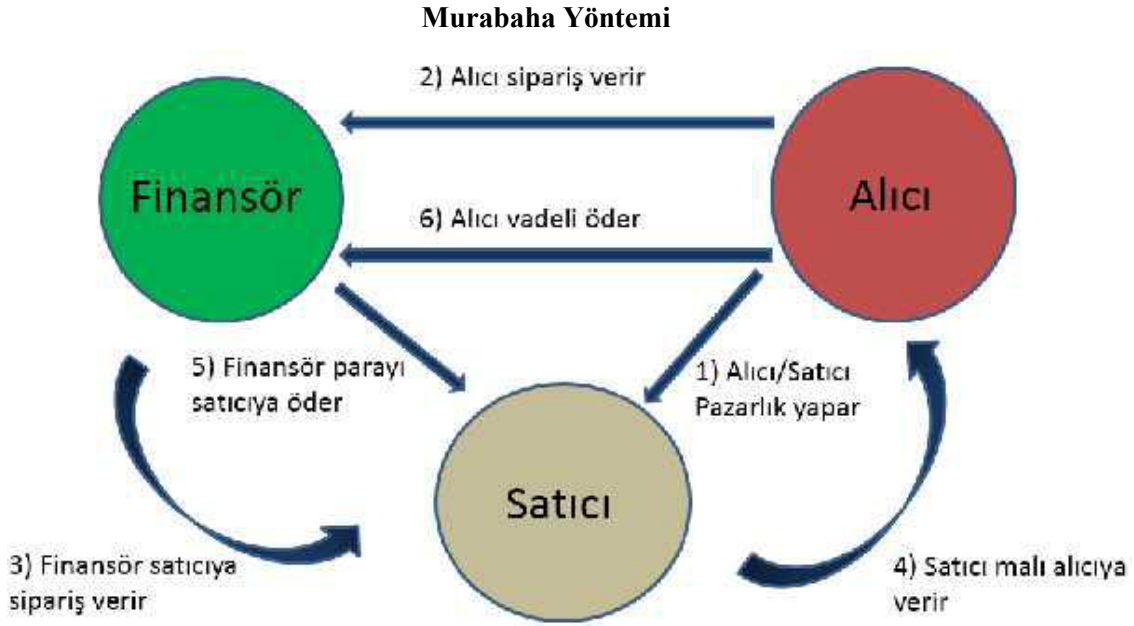 Murabaha Yöntemi
2) Alıcı sipariş verir
Finansör
Alıcı
6) Alıcı vadeli öder
5) Finansör parayı
satıcıya öder
1) Alıcı/Satıcı
Pazarlık yapar
Satıcı
3) Finansör satıcıya
sipariş verir
4) Satıcı malı alıcıya
verir